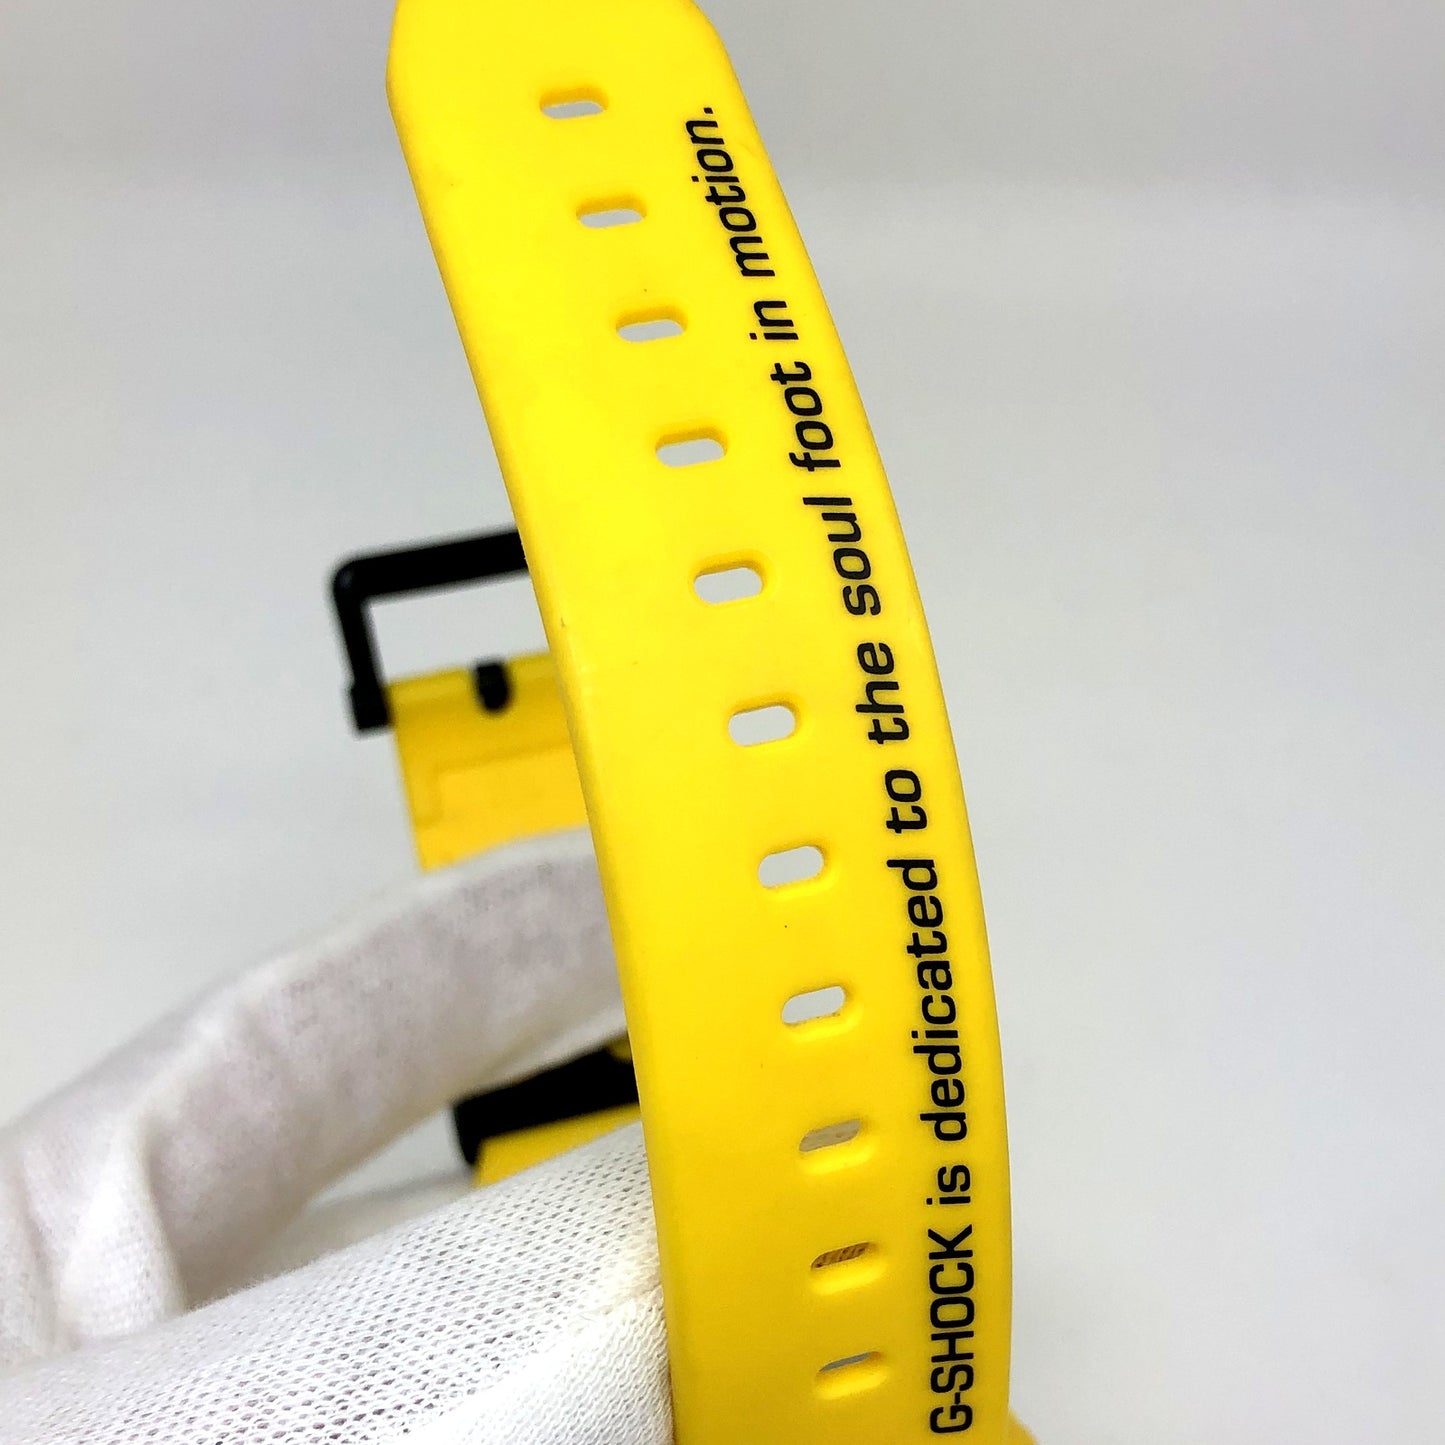 G-SHOCK is dedicated to the soul foot in motion.